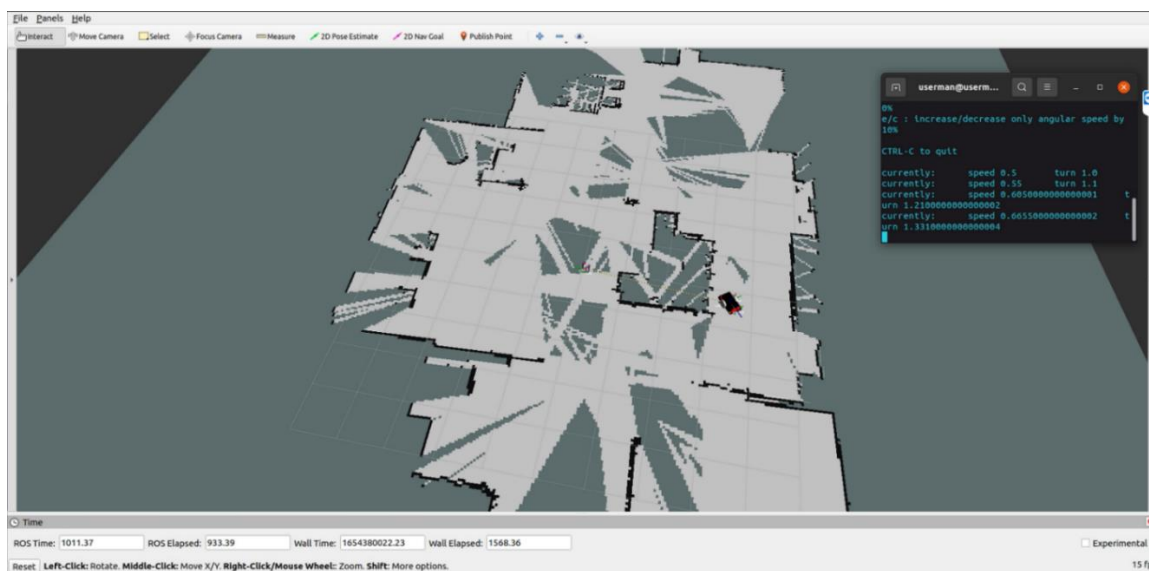 File Panels Help
Interact Move Camera Select Focus Camera Measure 2D Pose Estimate 2D Nav Goal Publish Point
userman@userm...
0%
e/c : increase/decrease only angular speed by
10%
CTRL-C to quit
currently: speed 0.5 turn 1.0
currently: speed 0.55 turn 1.1
currently: speed 0.6050000000000001 t
urn 1.2100000000000002
currently: speed 0.6655000000000002 t
urn 1.3310000000000004
Time
ROS Time: 1011.37 ROS Elapsed: 933.39 Wall Time: 1654380022.23 Wall Elapsed: 1568.36 Experimental
Reset Left-Click: Rotate. Middle-Click: Move X/Y. Right-Click/Mouse Wheel: Zoom. Shift: More options. 15 fp